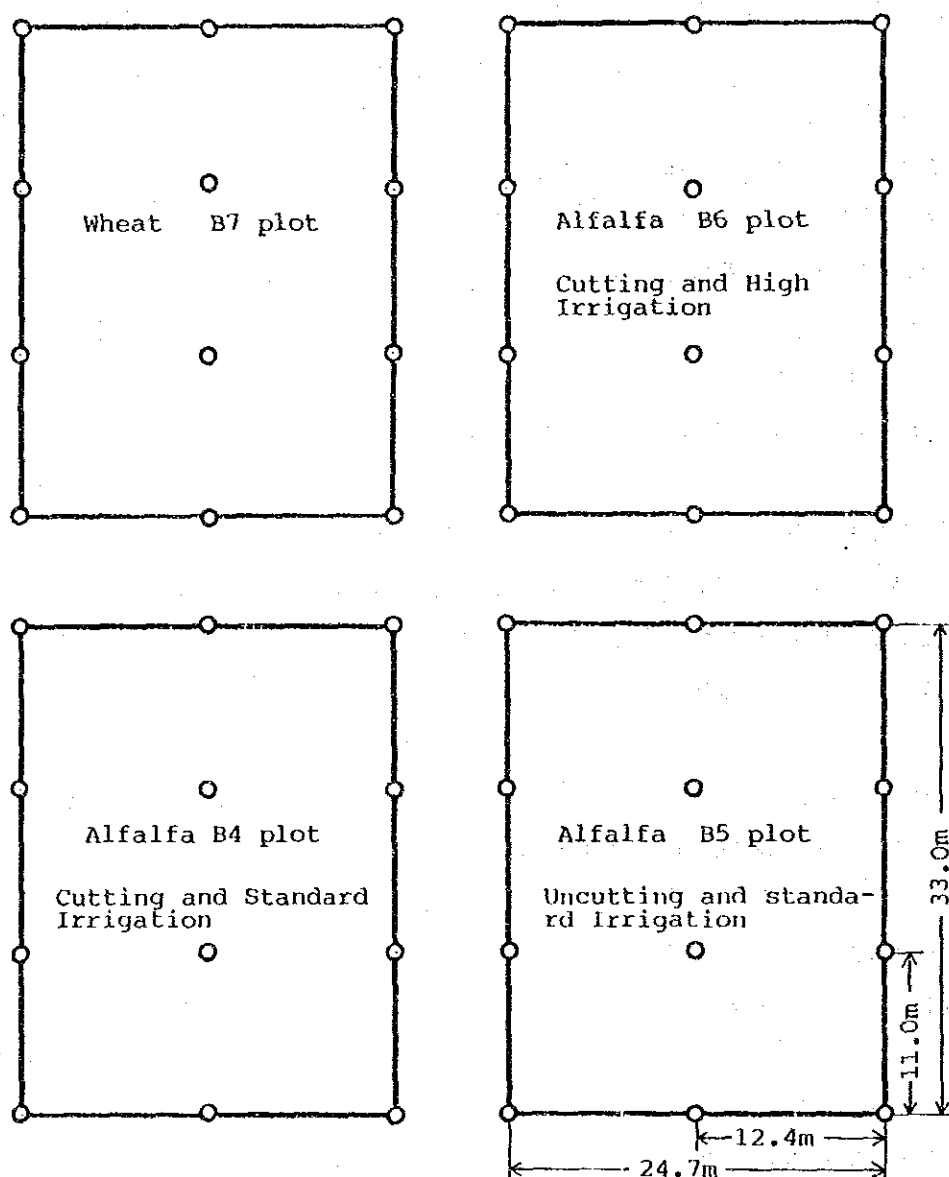 Wheat B7 plot
Alfalfa B6 plot
Cutting and High
Irrigation
Alfalfa B4 plot
Cutting and Standard
Irrigation
Alfalfa B5 plot
Uncutting and standa-
rd Irrigation
33.0m
11.0m
12.4m
24.7m